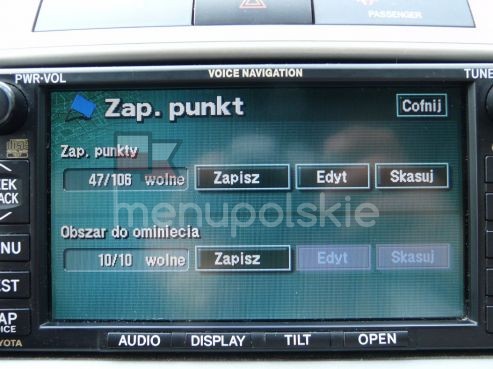 PASSENGER
PWR-VOL VOICE NAVIGATION TUNE
Zap. punkt Cofnij
Zap. punkty
47/106 wolne Zapisz Edyt Skasuj
menupolskie
Obszar do ominiecia
10/10 wolne Zapisz Edyt Skasuj
AUDIO DISPLAY TILT OPEN